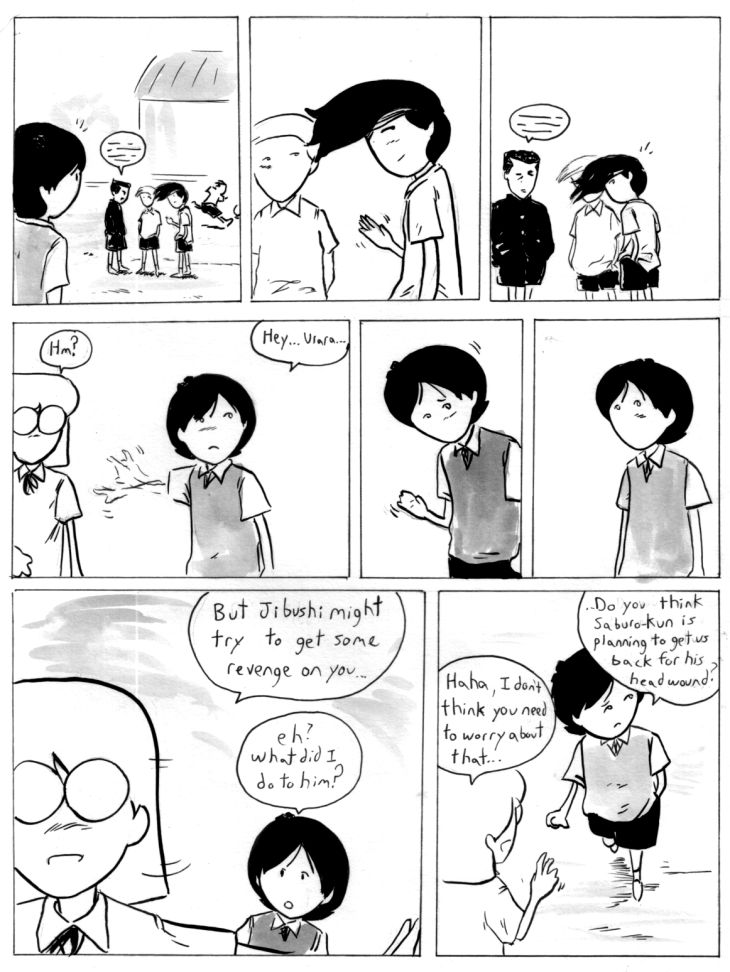 Hey... Urara...
Hm?
..Do you think
Saburo-kun is
planning to get us
back for his
headwound?
Haha, I don't
think you need
to worry about
that...
But Jibushi might
try to get some
revenge on you...
eh?
what did I
do to him?